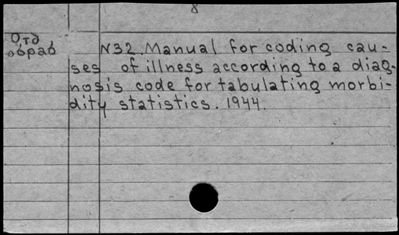 8
Отд.
обраб
N32. Manual for coding cau-
ses of illness according to a diag-
nosis code for tabulating morbi-
dity statistics. 1944.